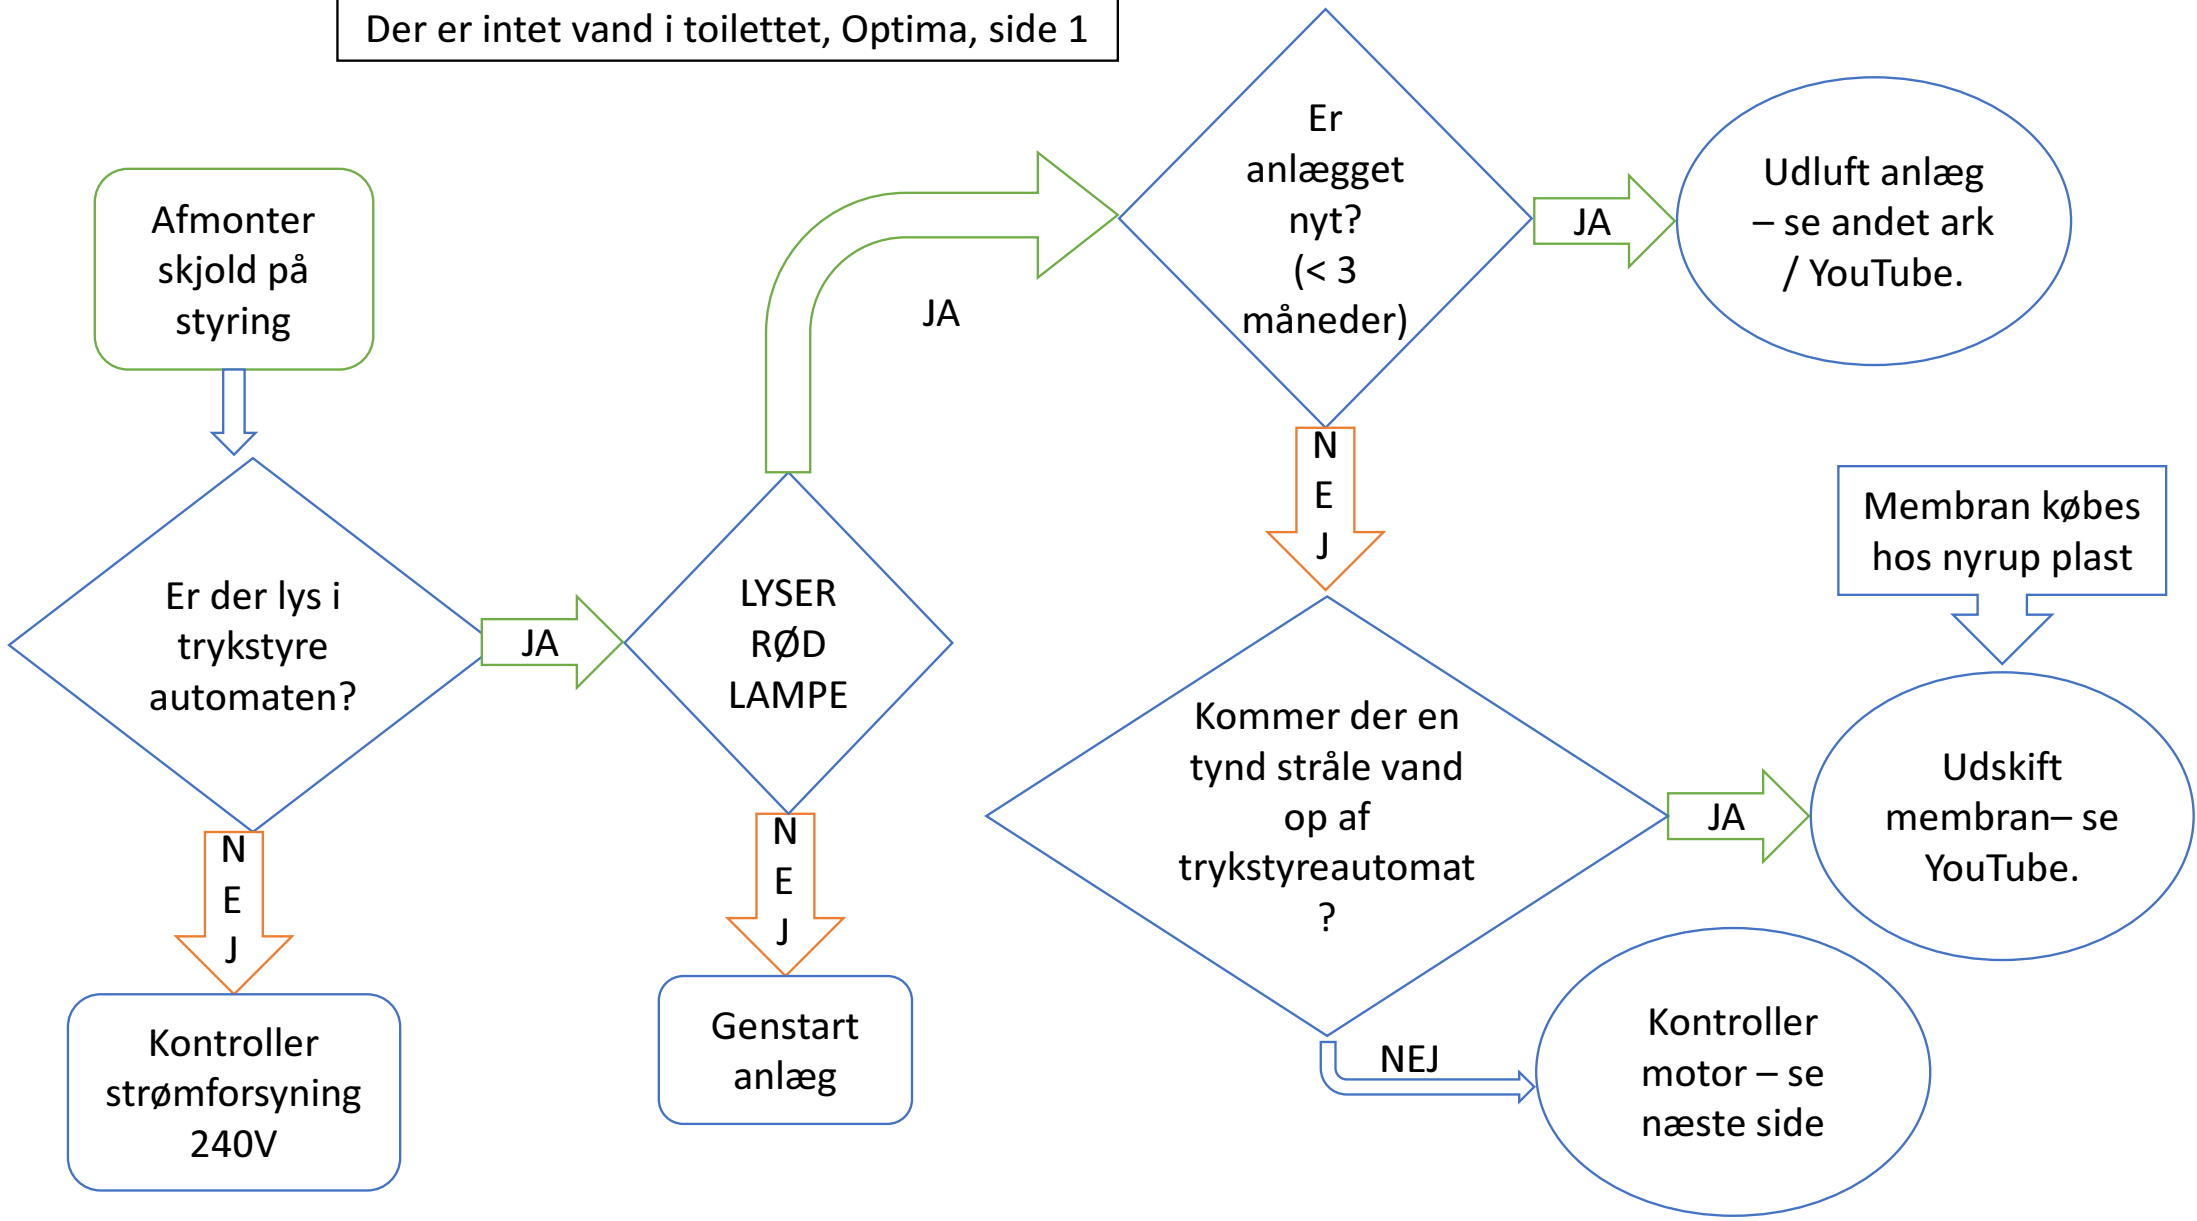 Der er intet vand i toilettet, Optima, side 1
Afmonter
skjold på
styring
Er der lys i
trykstyre
automaten?
JA
N
E
J
Kontroller
strømforsyning
240V
LYSER
RØD
LAMPE
JA
N
E
J
Genstart
anlæg
Er
anlægget
nyt?
(< 3
måneder)
JA
Udluft anlæg
– se andet ark
/ YouTube.
N
E
J
Kommer der en
tynd stråle vand
op af
trykstyreautomat
?
JA
Membran købes
hos nyrup plast
Udskift
membran– se
YouTube.
NEJ
Kontroller
motor – se
næste side